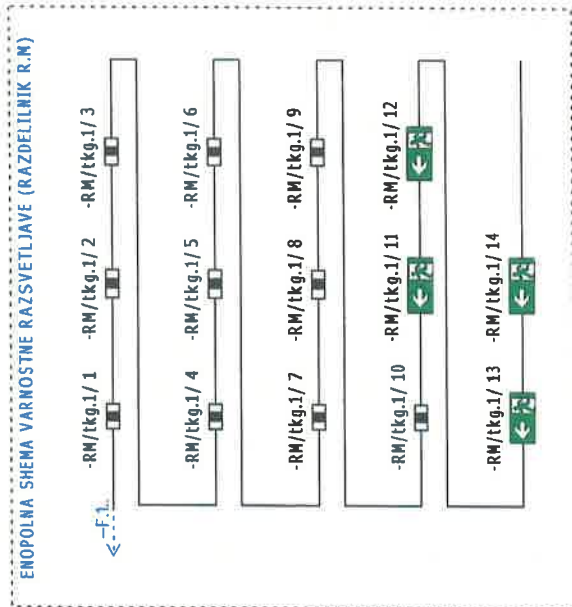 ENOPOLNA SHEMA VARNOSTNE RAZSVETLJAVE (RAZDELILNIK R.M)
-F.1.
-RM/tkg.1/ 1
-RM/tkg.1/ 2
-RM/tkg.1/ 3
-RM/tkg.1/ 4
-RM/tkg.1/ 5
-RM/tkg.1/ 6
-RM/tkg.1/ 7
-RM/tkg.1/ 8
-RM/tkg.1/ 9
-RM/tkg.1/ 10
-RM/tkg.1/ 11
-RM/tkg.1/ 12
-RM/tkg.1/ 13
-RM/tkg.1/ 14